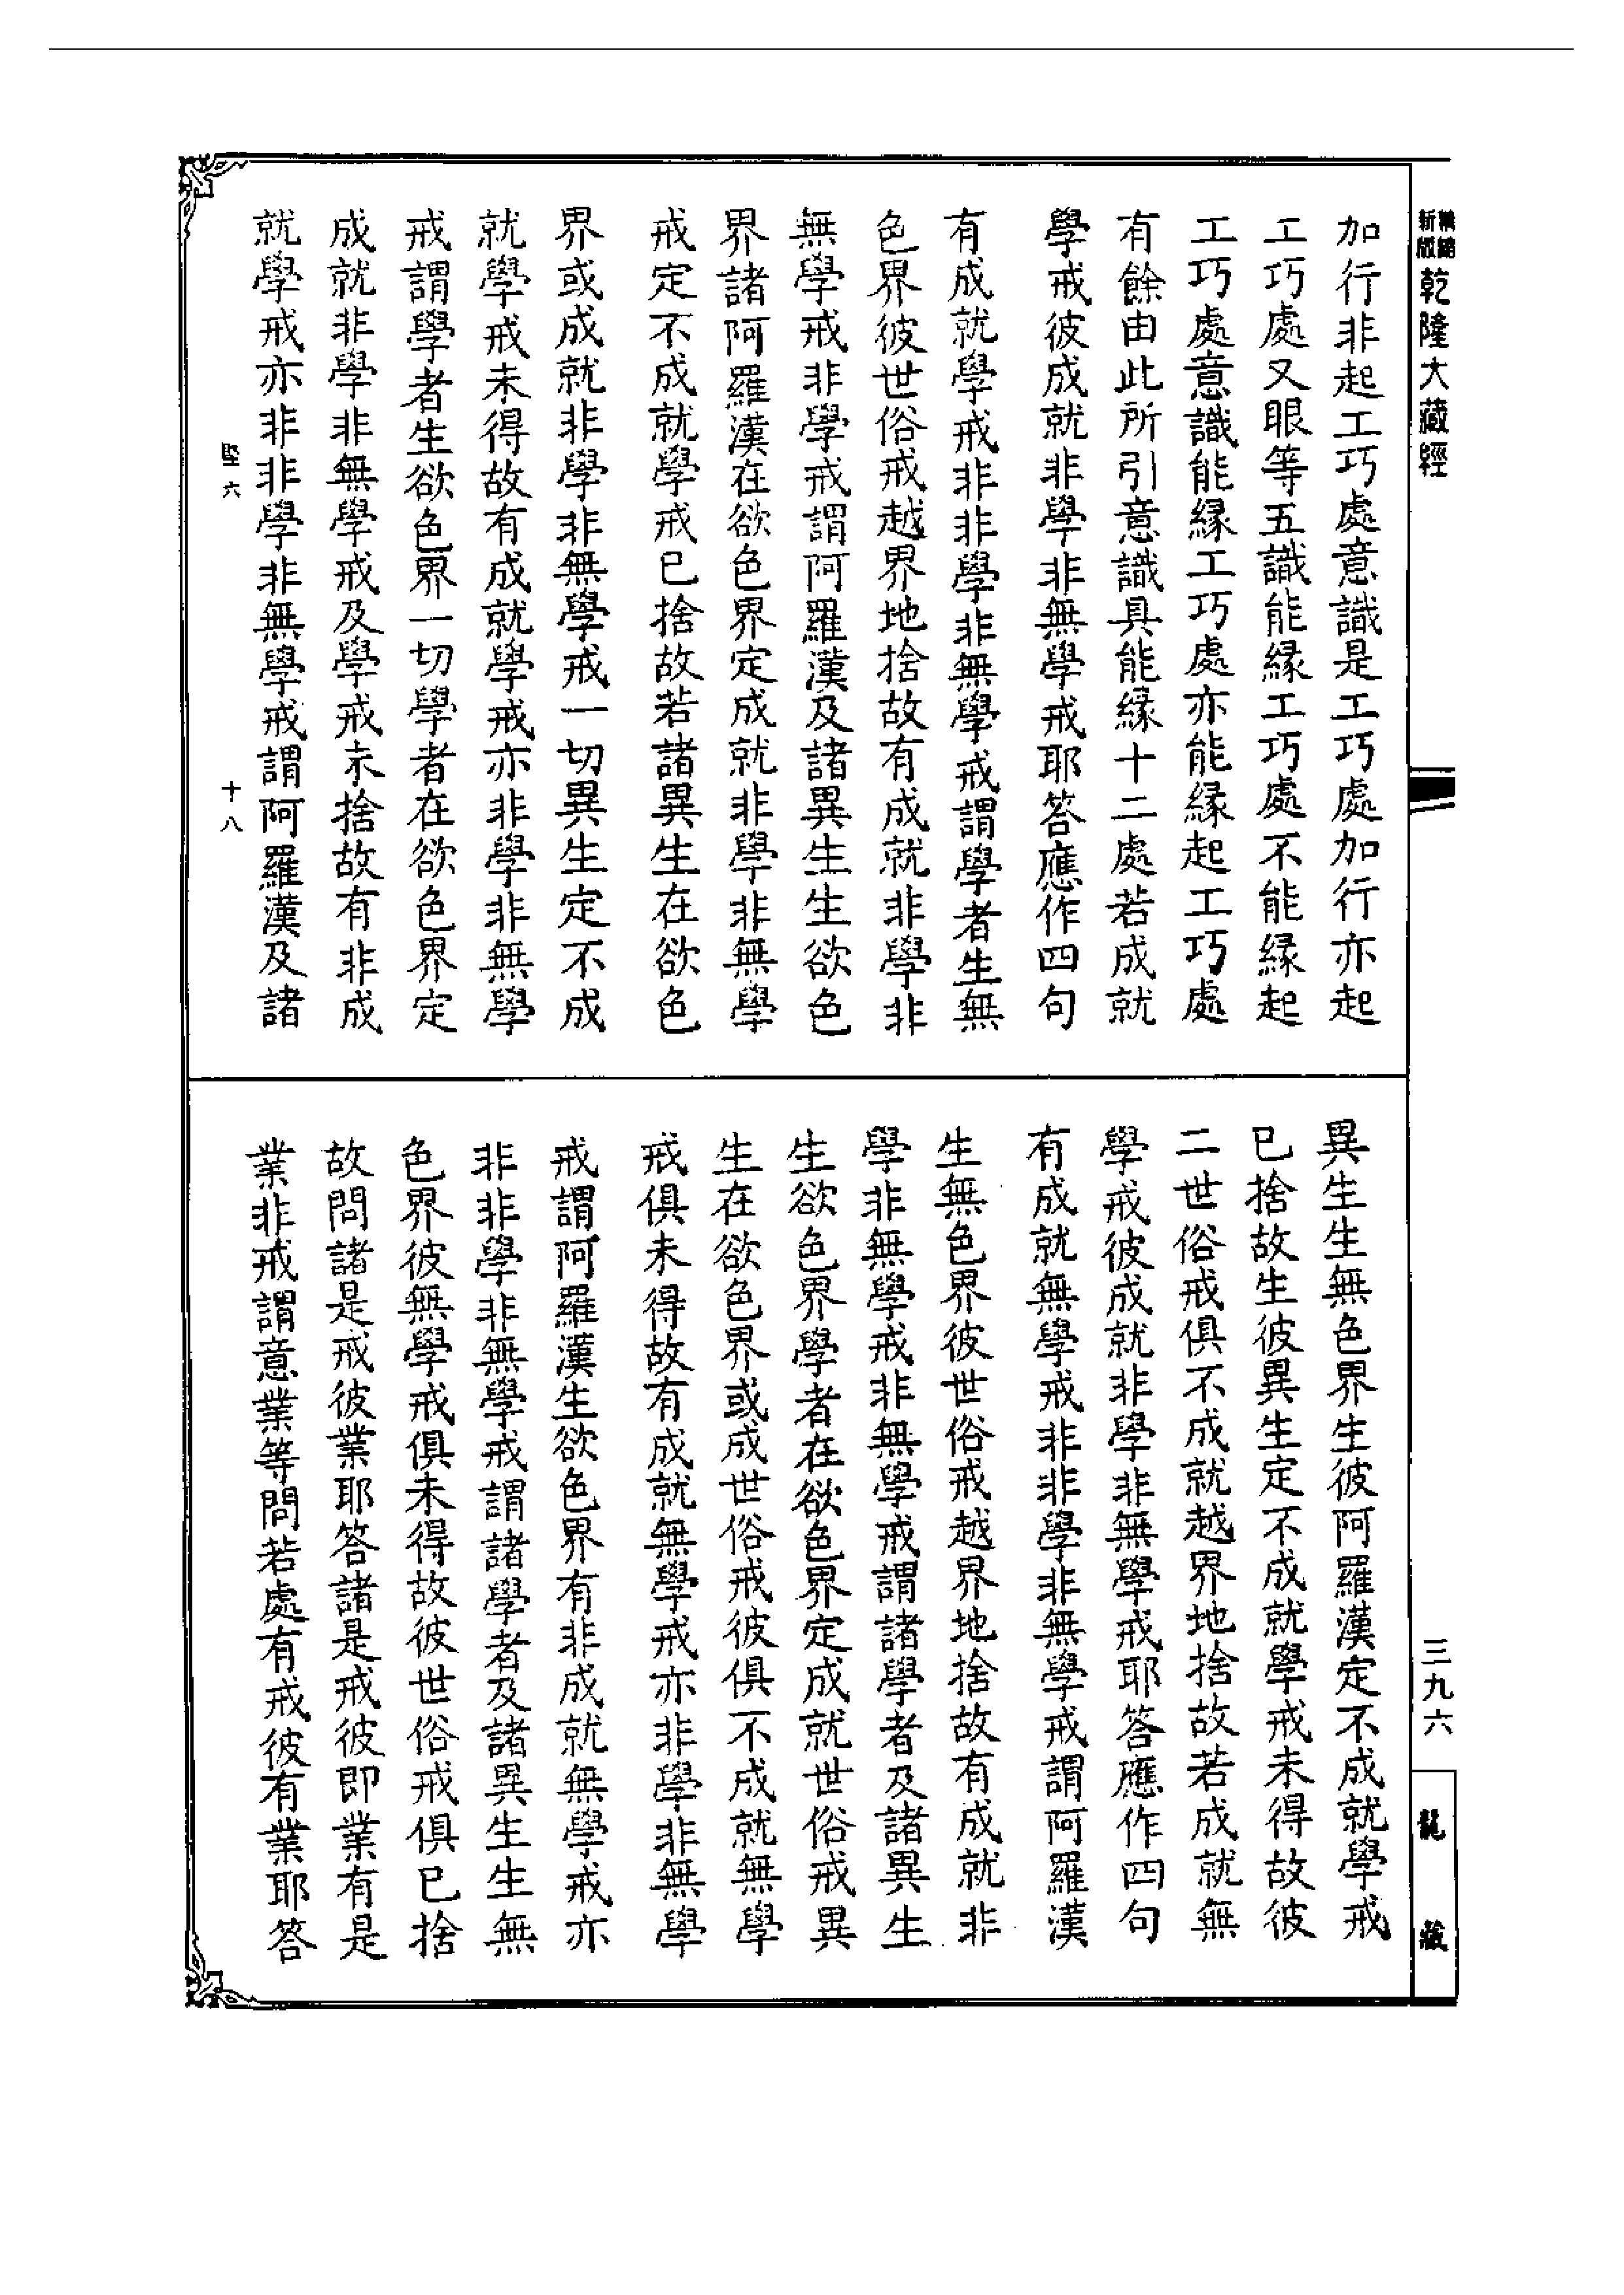 精縮
新版
乾隆大藏經
三九六
龍藏
加行非起工巧處意識是工巧處加行亦起
工巧處又眼等五識能緣工巧處不能緣起
工巧處意識能緣工巧處亦能緣起工巧處
有餘由此所引意識具能緣十二處若成就
學戒彼成就非學非無學戒耶答應作四句
有成就學戒非非學非無學戒謂學者生無
色界彼世俗戒越界地捨故有成就非學非
無學戒非學戒謂阿羅漢及諸異生生欲色
界諸阿羅漢在欲色界定成就非學非無學
戒定不成就學戒已捨故若諸異生在欲色
界或成就非學非無學戒一切異生定不成
就學戒未得故有成就學戒亦非學非無學
戒謂學者生欲色界一切學者在欲色界定
成就非學非無學戒及學戒未捨故有非成
就學戒亦非非學非無學戒謂阿羅漢及諸
堅六
十八
異生生無色界生彼阿羅漢定不成就學戒
已捨故生彼異生定不成就學戒未得故彼
二世俗戒俱不成就越界地捨故若成就無
學戒彼成就非學非無學戒耶答應作四句
有成就無學戒非非學非無學戒謂阿羅漢
生無色界彼世俗戒越界地捨故有成就非
學非無學戒非無學戒謂諸學者及諸異生
生欲色界學者在欲色界定成就世俗戒異
生在欲色界或成世俗戒彼俱不成就無學
戒俱未得故有成就無學戒亦非學非無學
戒謂阿羅漢生欲色界有非成就無學戒亦
非非學非無學戒謂諸學者及諸異生生無
色界彼無學戒俱未得故彼世俗戒俱已捨
故問諸是戒彼業耶答諸是戒彼即業有是
業非戒謂意業等問若處有戒彼有業耶答